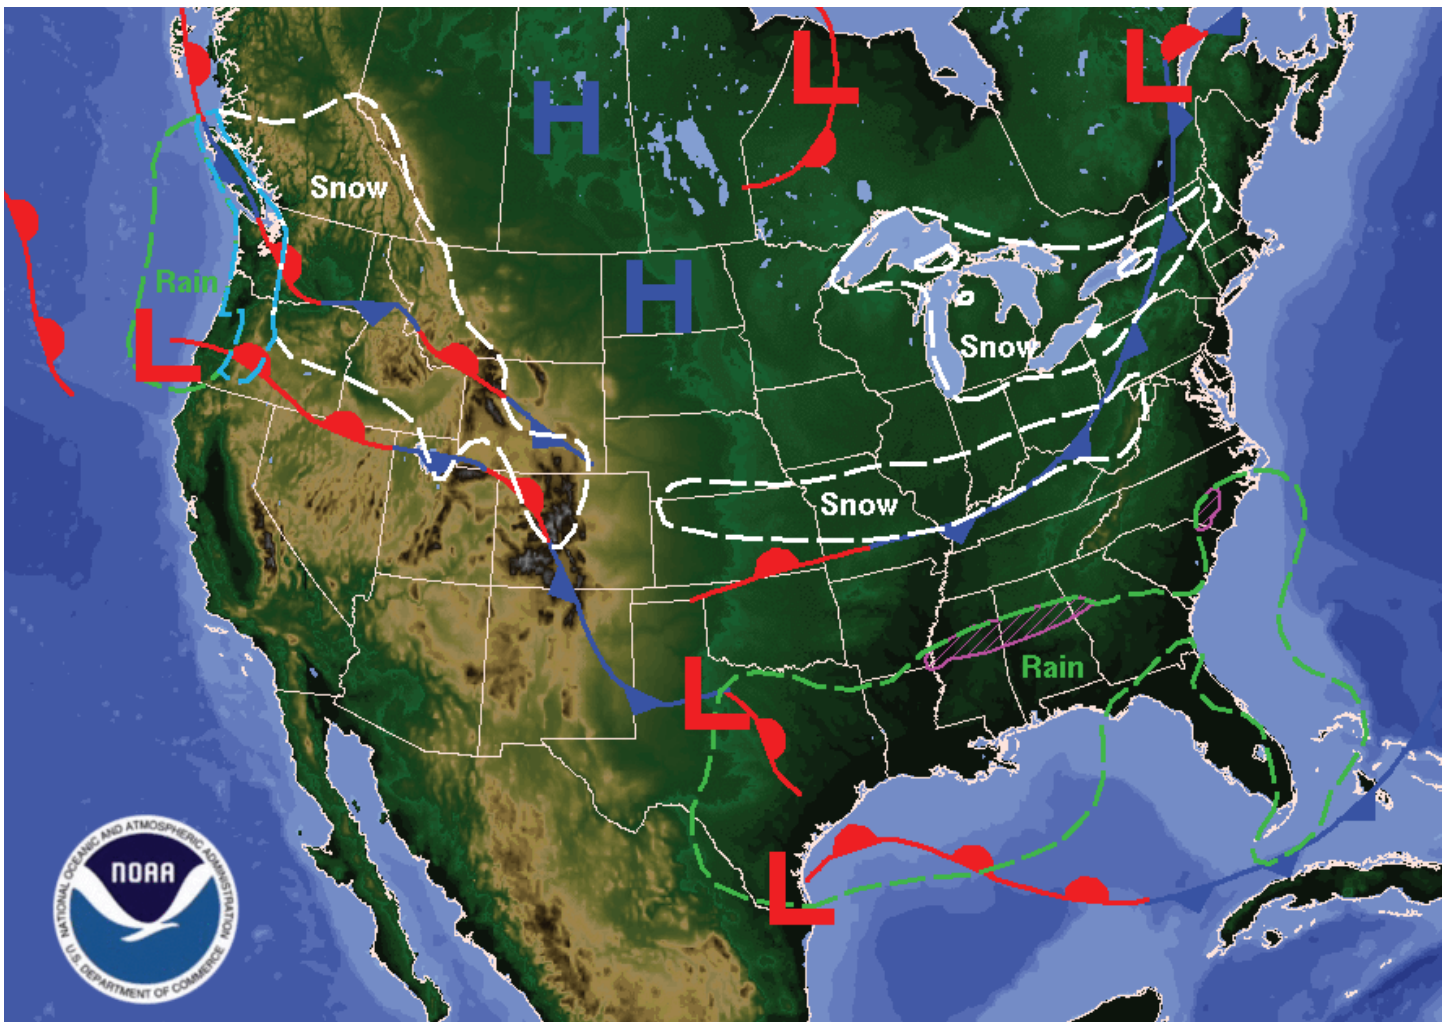 L
L
H
Snow
Rain
H
L
Snow
Snow
L
Rain
L
NOAA
NATIONAL OCEANIC AND ATMOSPHERIC ADMINISTRATION
U.S. DEPARTMENT OF COMMERCE